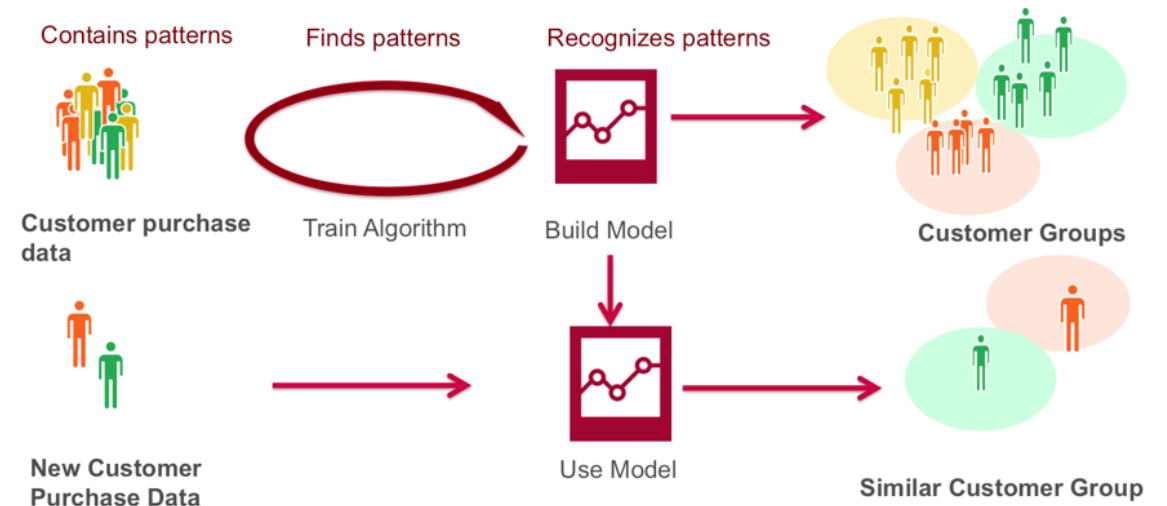 Contains patterns
Finds patterns
Recognizes patterns
Customer purchase
data
Train Algorithm
Build Model
Customer Groups
New Customer
Purchase Data
Use Model
Similar Customer Group